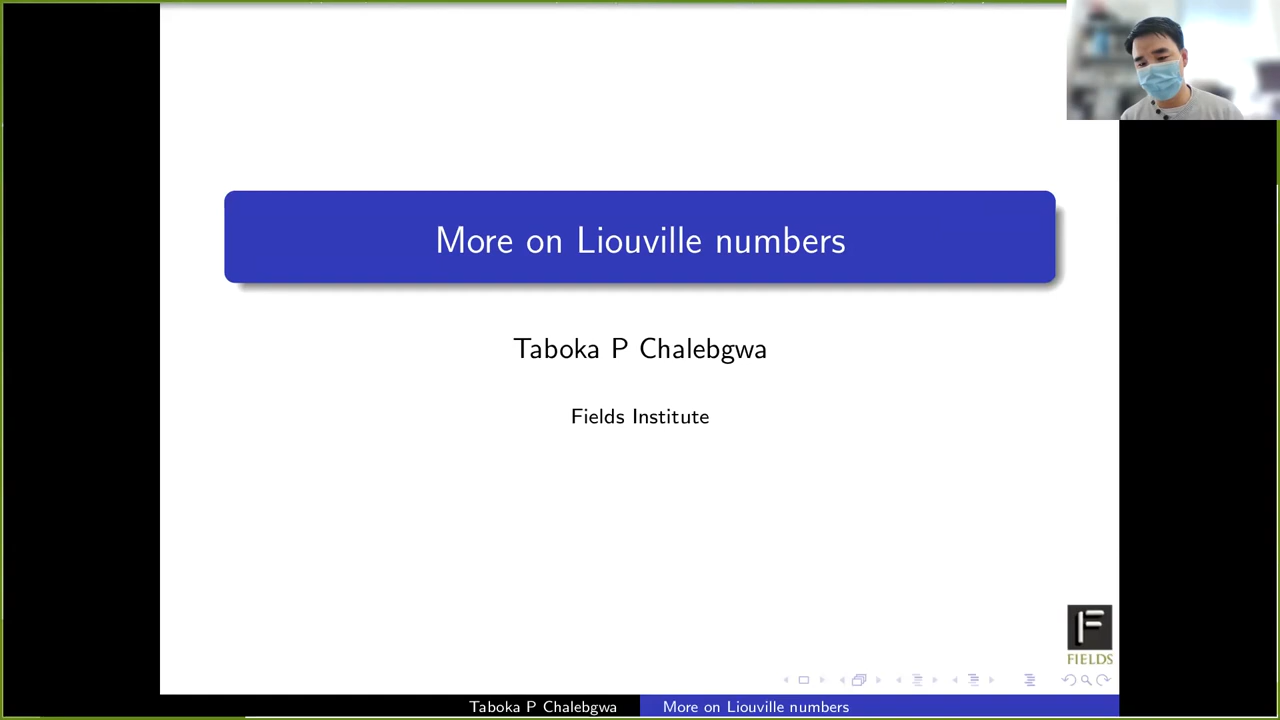 More on Liouville numbers
Taboka P Chalebgwa
Fields Institute
FIELDS
Taboka P Chalebgwa
More on Liouville numbers